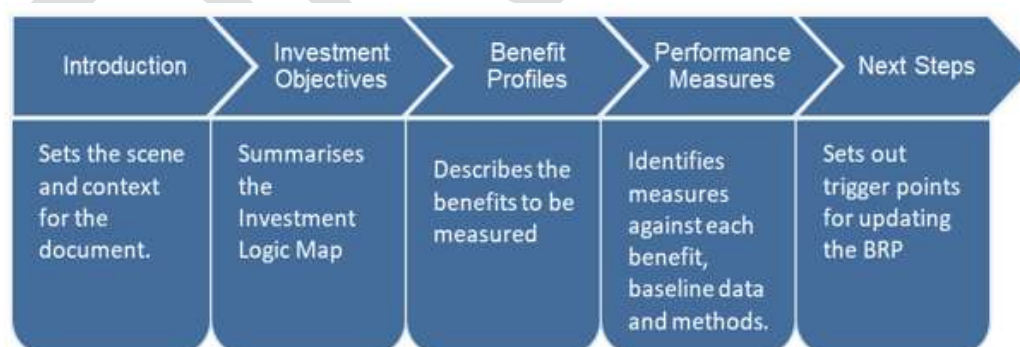 Introduction
Investment
Objectives
Benefit
Profiles
Performance
Measures
Next Steps
Sets the scene
and context
for the
document.
Summarises
the
Investment
Logic Map
Describes the
benefits to be
measured
Identifies
measures
against each
benefit,
baseline data
and methods.
Sets out
trigger points
for updating
the BRP